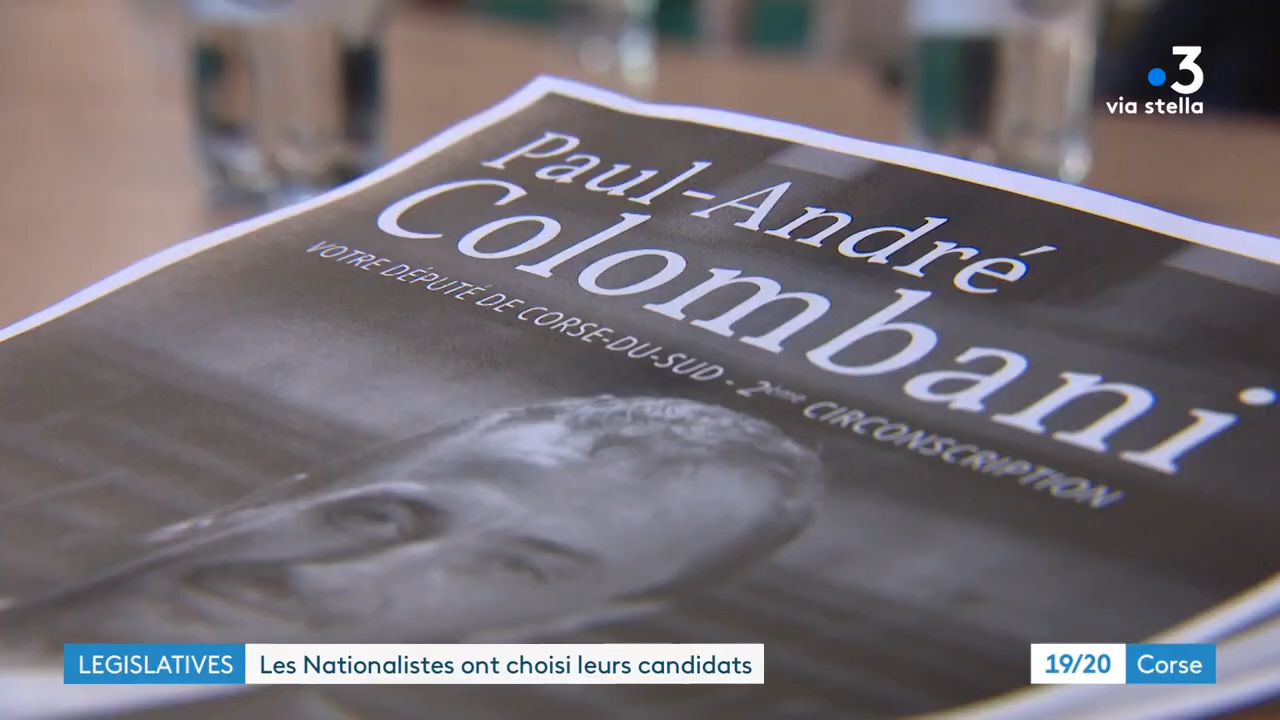 3
via stella
Paul-André
Colombani
VOTRE DÉPUTÉ DE CORSE-DU-SUD - 2ème CIRCONSCRIPTION
LEGISLATIVES Les Nationalistes ont choisi leurs candidats
19/20 Corse